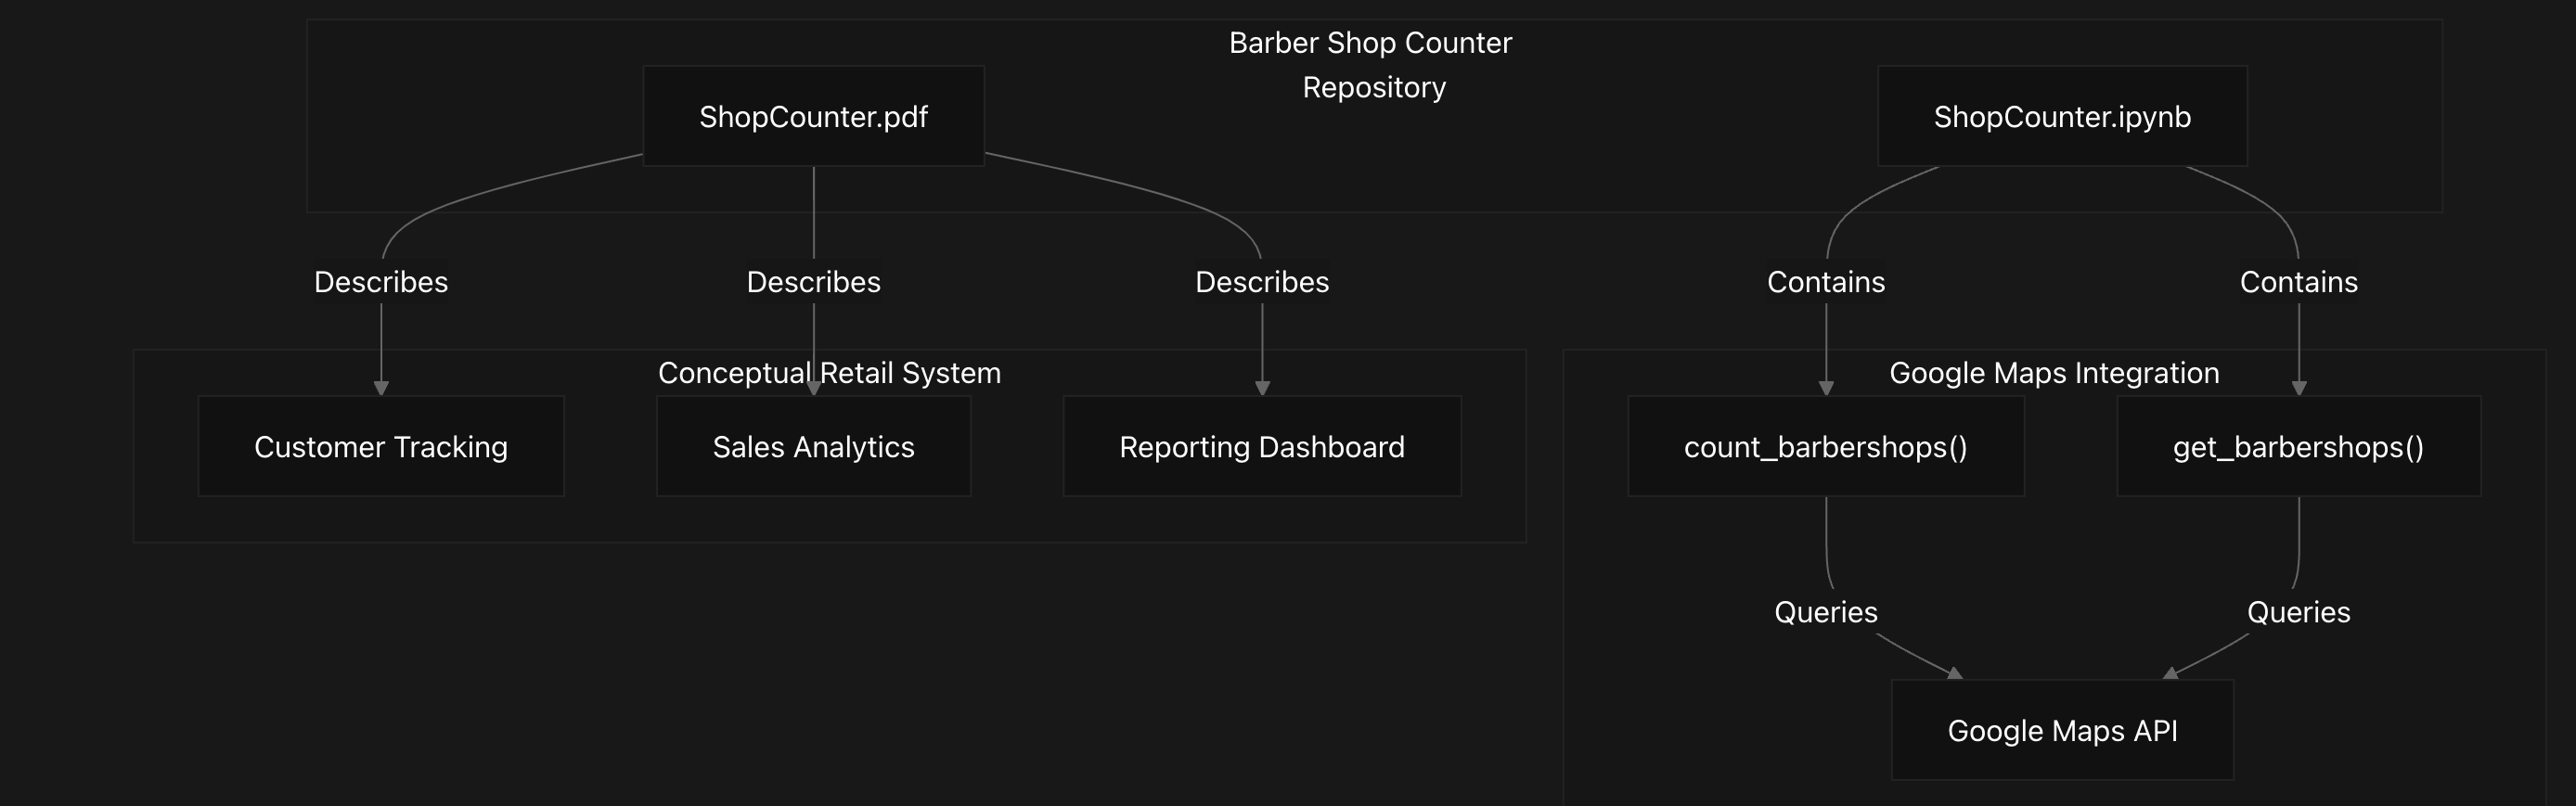 Barber Shop Counter
Repository
ShopCounter.pdf
ShopCounter.ipynb
Describes
Describes
Describes
Contains
Contains
Conceptual Retail System
Google Maps Integration
Customer Tracking
Sales Analytics
Reporting Dashboard
count_barbershops()
get_barbershops()
Queries
Queries
Google Maps API